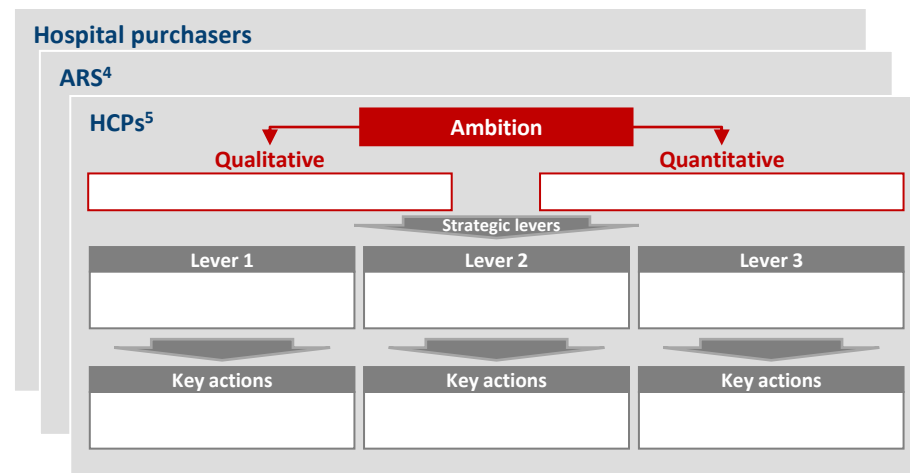 Hospital purchasers
ARS⁴
HCPs⁵
Ambition
Qualitative
Quantitative
Strategic levers
Lever 1
Lever 2
Lever 3
Key actions
Key actions
Key actions